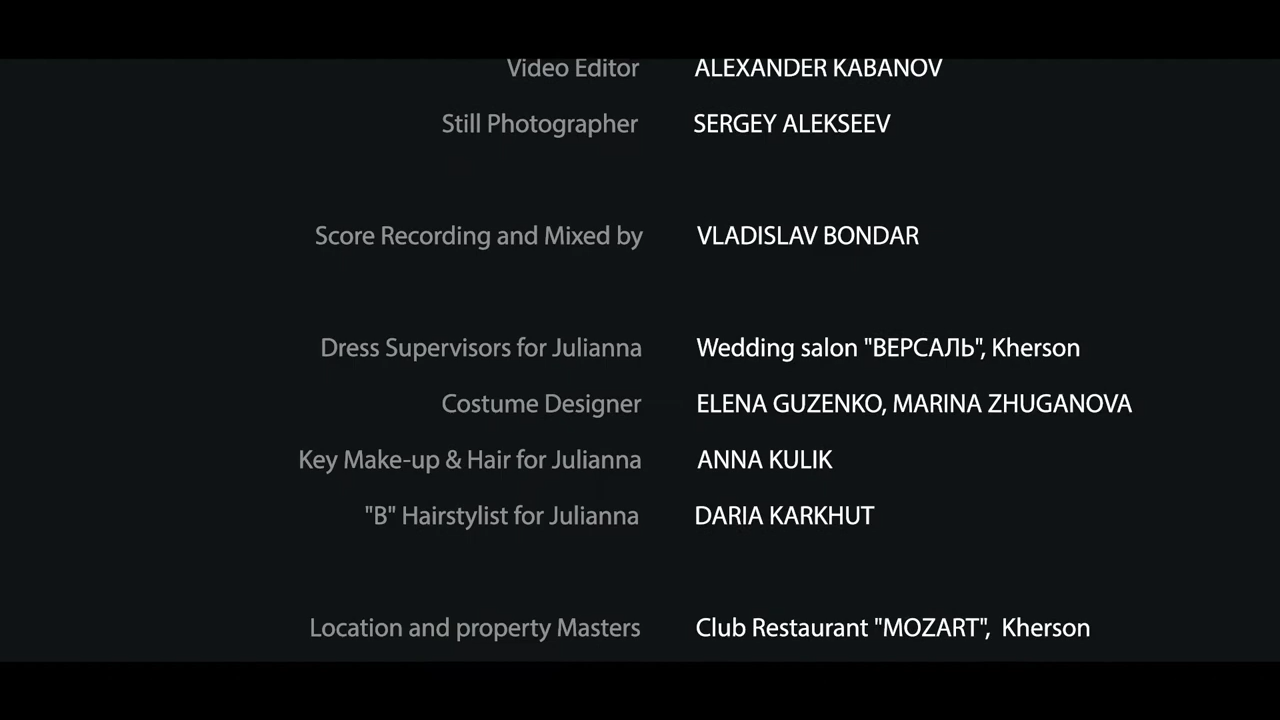 Video Editor ALEXANDER KABANOV
Still Photographer SERGEY ALEKSEEV
Score Recording and Mixed by VLADISLAV BONDAR
Dress Supervisors for Julianna Wedding salon "ВЕРСАЛЬ", Kherson
Costume Designer ELENA GUZENKO, MARINA ZHUGANOVA
Key Make-up & Hair for Julianna ANNA KULIK
"B" Hairstylist for Julianna DARIA KARKHUT
Location and property Masters Club Restaurant "MOZART", Kherson